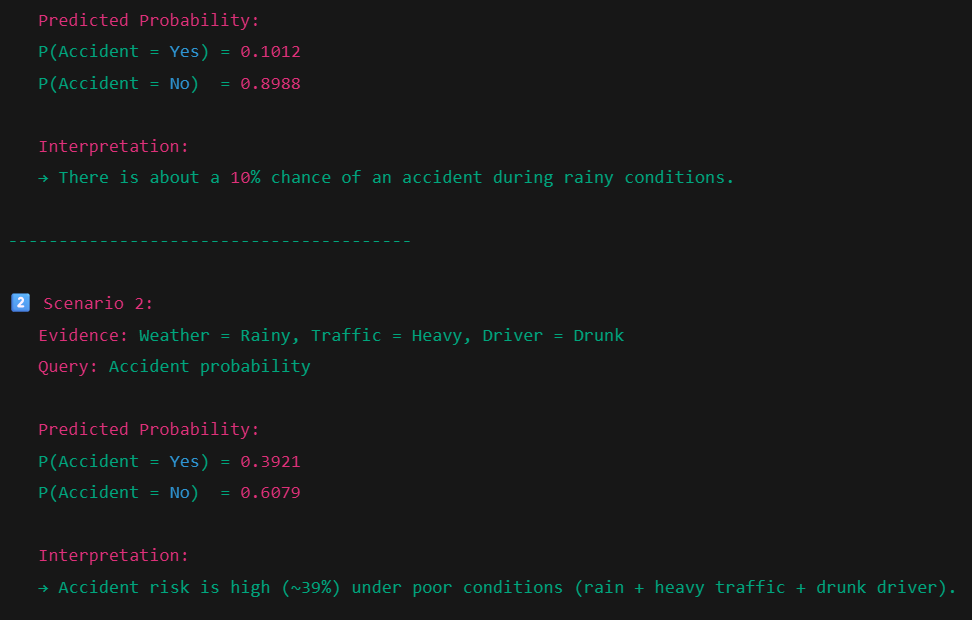 Predicted Probability:
P(Accident = Yes) = 0.1012
P(Accident = No)  = 0.8988
Interpretation:
→ There is about a 10% chance of an accident during rainy conditions.
----------------------------------------
2️⃣ Scenario 2:
Evidence: Weather = Rainy, Traffic = Heavy, Driver = Drunk
Query: Accident probability
Predicted Probability:
P(Accident = Yes) = 0.3921
P(Accident = No)  = 0.6079
Interpretation:
→ Accident risk is high (~39%) under poor conditions (rain + heavy traffic + drunk driver).